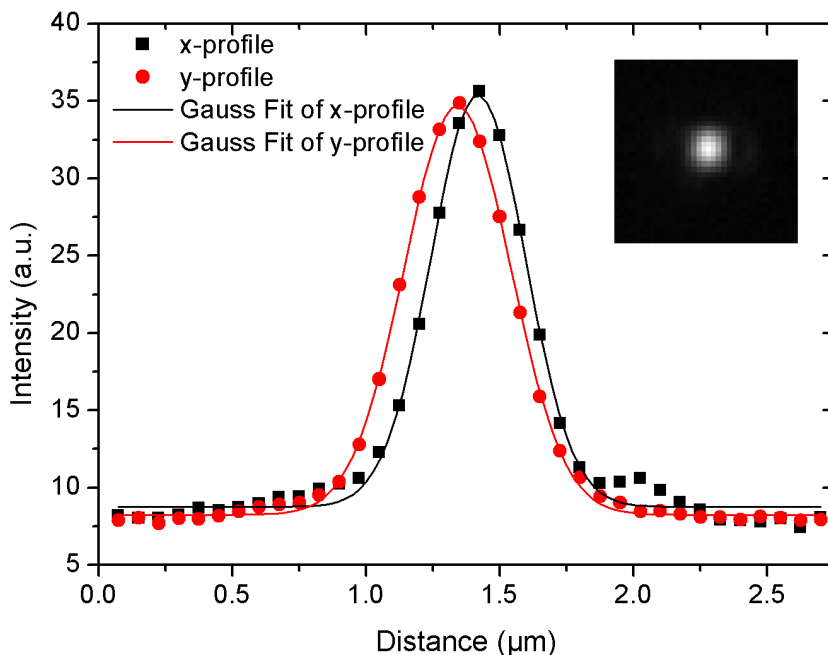 40
35
30
25
20
15
10
5
Intensity (a.u.)
x-profile
y-profile
Gauss Fit of x-profile
Gauss Fit of y-profile
0.0 0.5 1.0 1.5 2.0 2.5
Distance (µm)